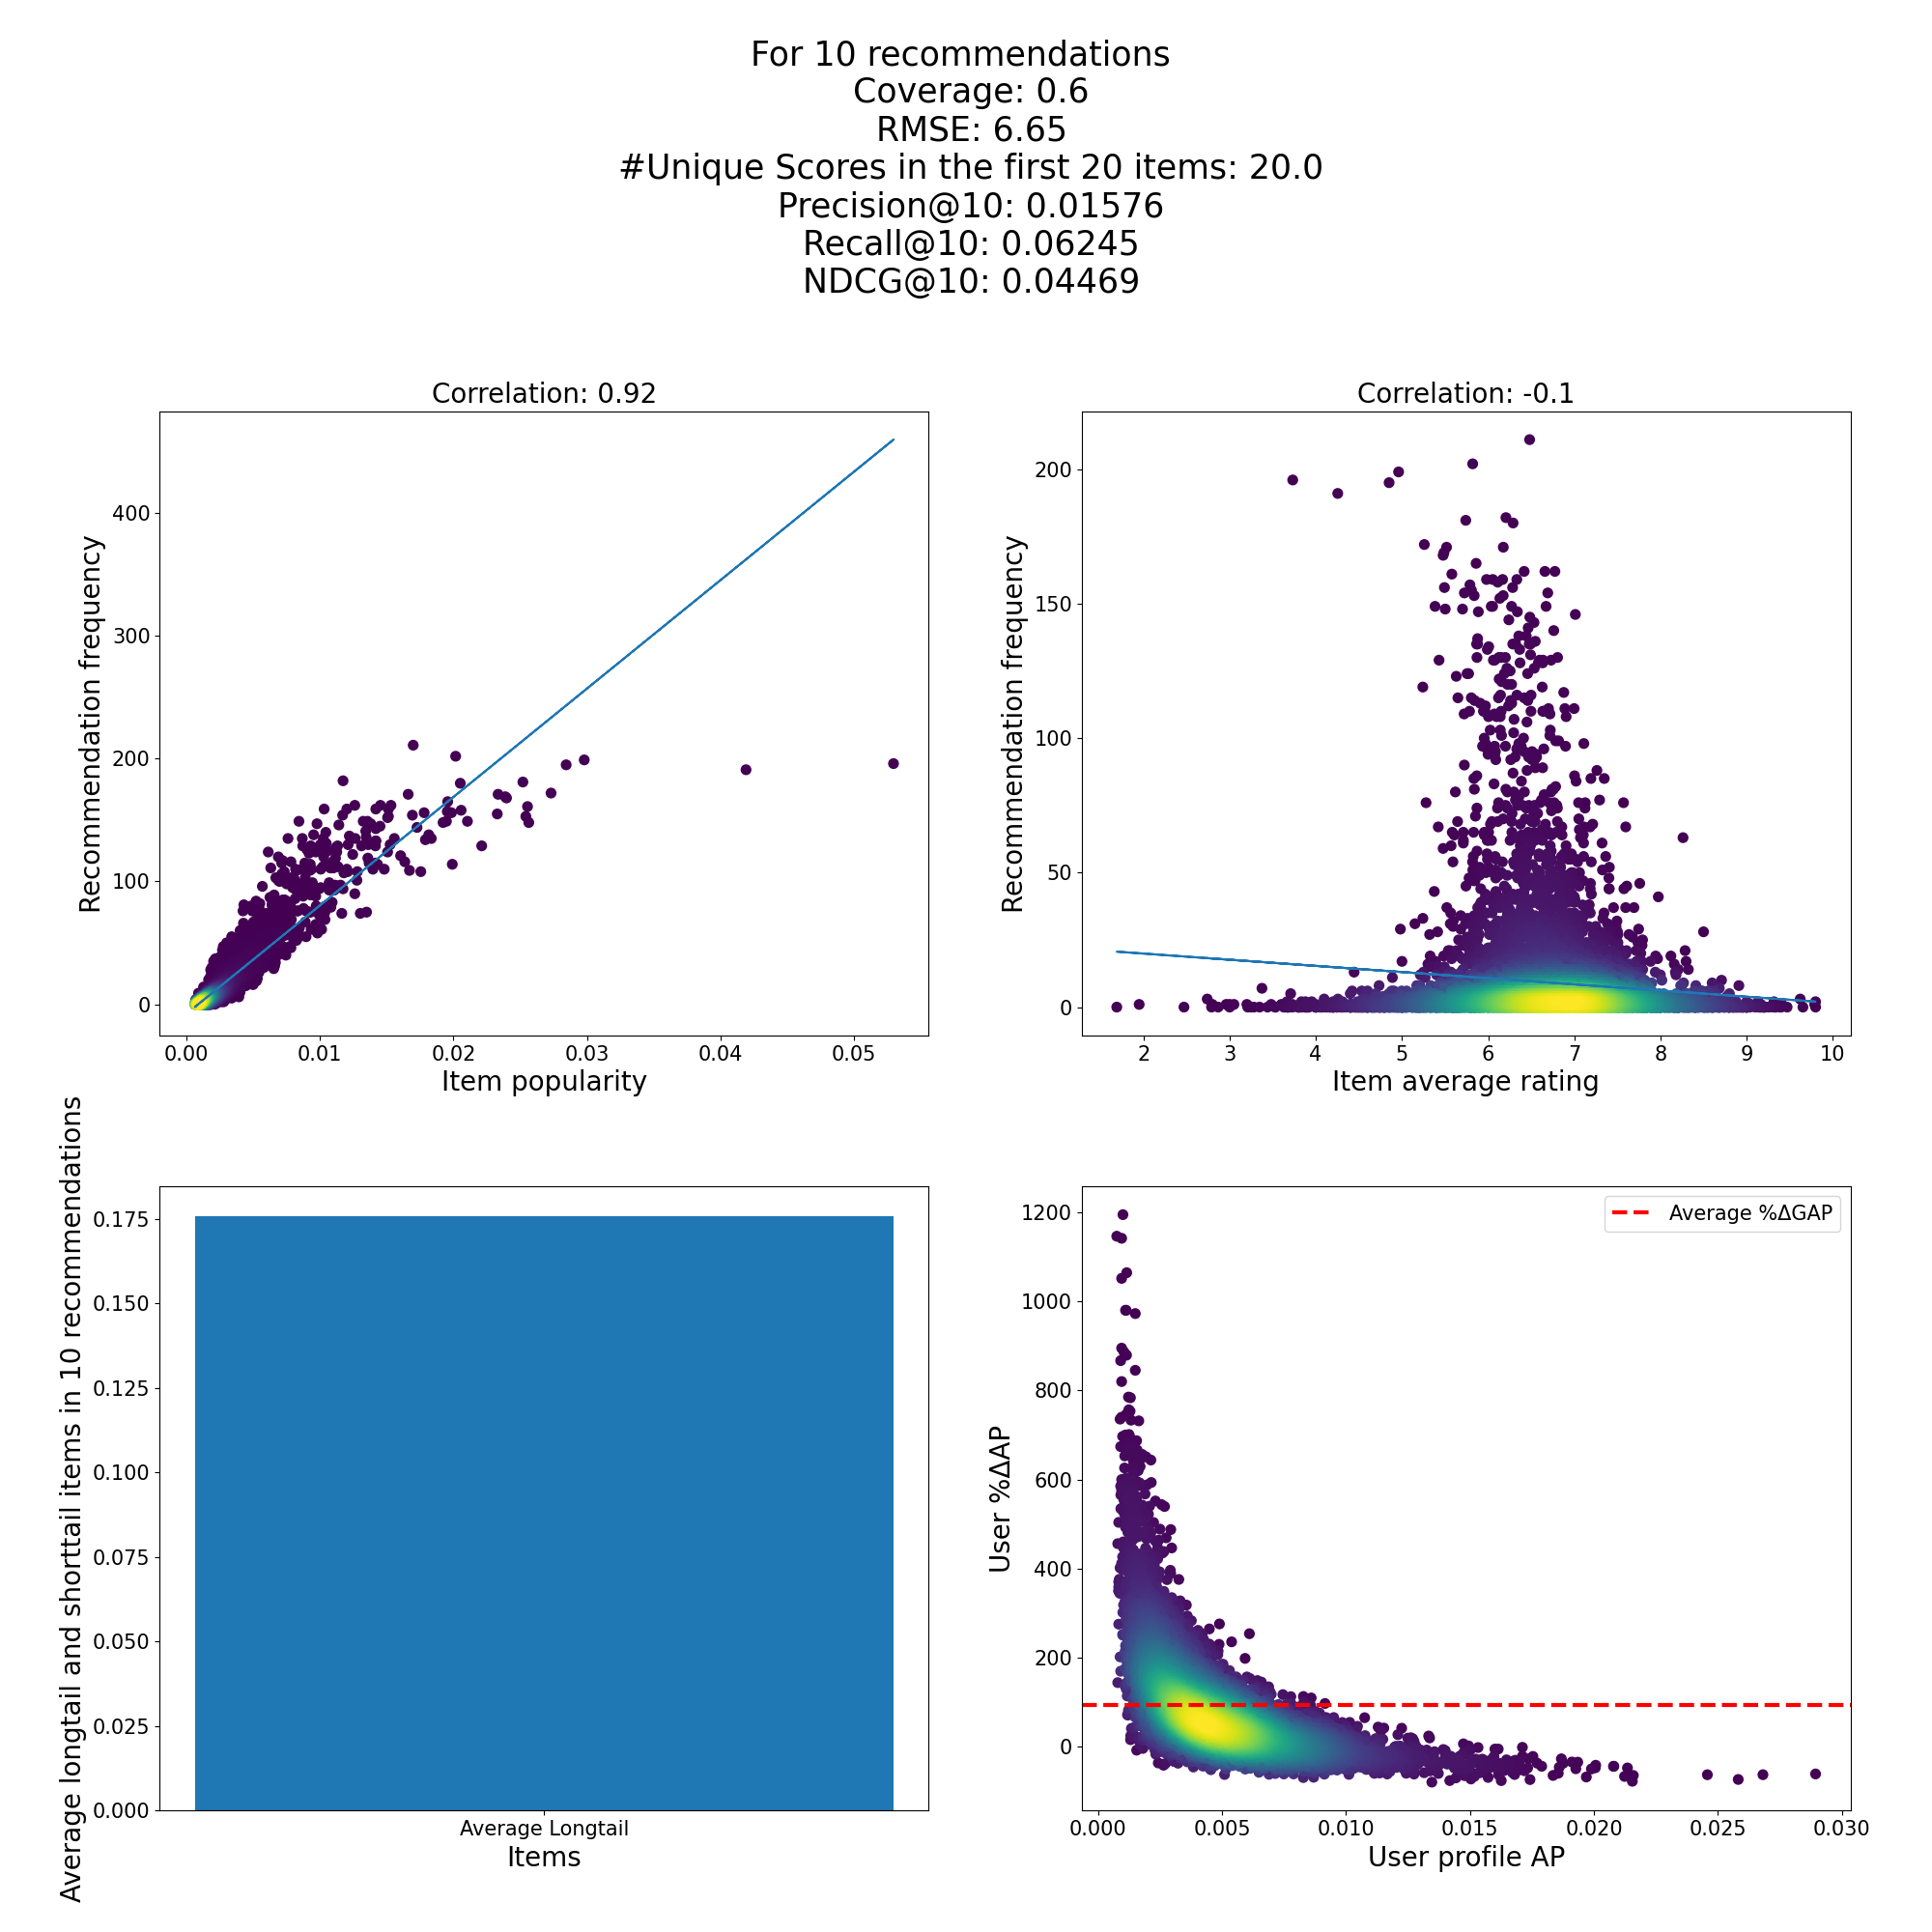 For 10 recommendations
Coverage: 0.6
RMSE: 6.65
#Unique Scores in the first 20 items: 20.0
Precision@10: 0.01576
Recall@10: 0.06245
NDCG@10: 0.04469
Correlation: 0.92
Recommendation frequency
400
300
200
100
0
0.00 0.01 0.02 0.03 0.04 0.05
Item popularity
Correlation: -0.1
Recommendation frequency
200
150
100
50
0
2 3 4 5 6 7 8 9 10
Item average rating
Average longtail and shorttail items in 10 recommendations
0.175
0.150
0.125
0.100
0.075
0.050
0.025
0.000
Average Longtail
Items
Average %ΔGAP
User %ΔAP
1200
1000
800
600
400
200
0
0.000 0.005 0.010 0.015 0.020 0.025 0.030
User profile AP